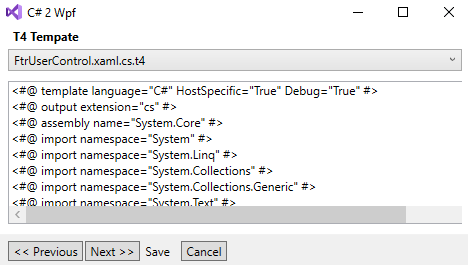 C# 2 Wpf
T4 Tempate
FtrUserControl.xaml.cs.t4
<#@ template language="C#" HostSpecific="True" Debug="True" #>
<#@ output extension="cs" #>
<#@ assembly name="System.Core" #>
<#@ import namespace="System" #>
<#@ import namespace="System.Linq" #>
<#@ import namespace="System.Collections" #>
<#@ import namespace="System.Collections.Generic" #>
<#@ import namespace="System.Text" #>
<< Previous Next >> Save Cancel